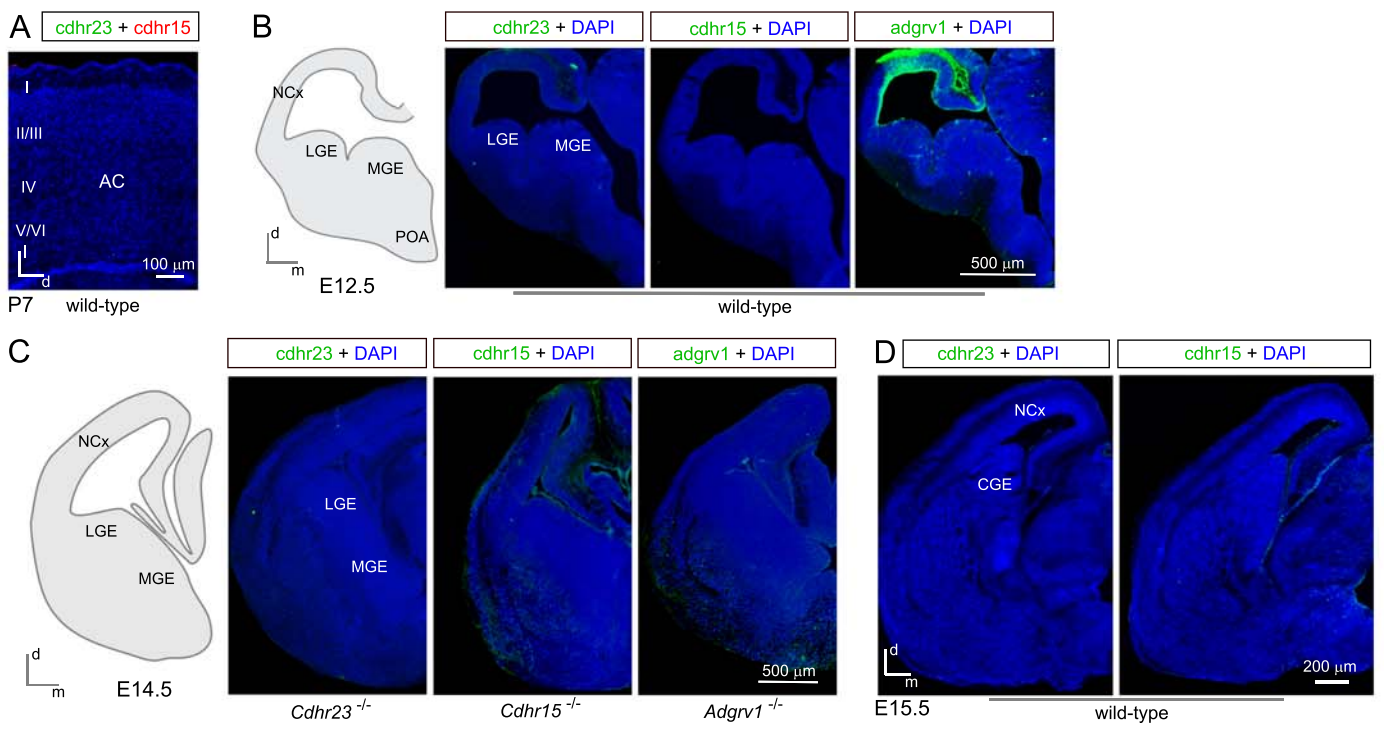 A
cdhr23 + cdhr15
I
II/III
IV
AC
V/VI
l
d
100 µm
P7
wild-type
B
NCx
LGE
MGE
POA
d
m
E12.5
cdhr23 + DAPI
cdhr15 + DAPI
adgrv1 + DAPI
LGE
MGE
500 µm
wild-type
C
NCx
LGE
MGE
d
m
E14.5
cdhr23 + DAPI
cdhr15 + DAPI
adgrv1 + DAPI
LGE
MGE
500 µm
Cdhr23 -/-
Cdhr15 -/-
Adgrv1 -/-
D
cdhr23 + DAPI
cdhr15 + DAPI
NCx
CGE
d
m
200 µm
E15.5
wild-type